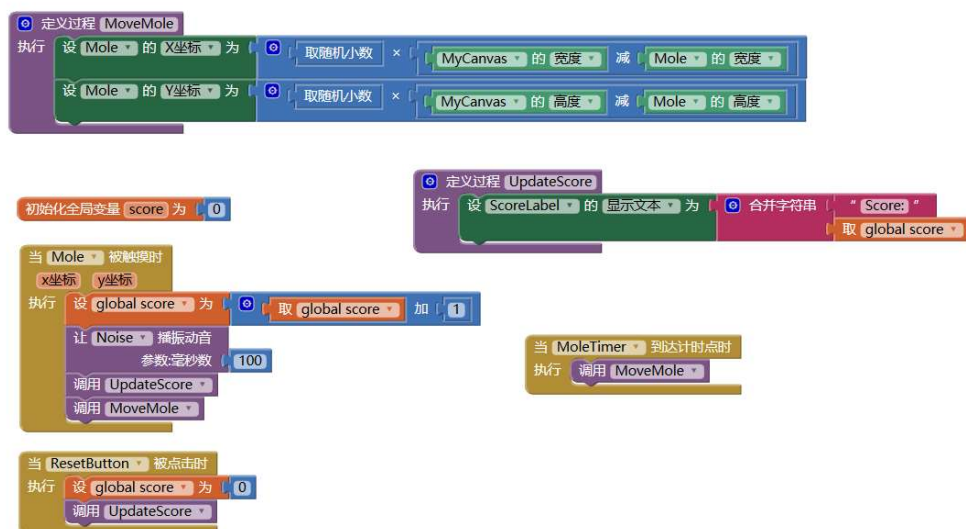 定义过程 MoveMole
执行 设 Mole 的 X坐标 为 取随机小数 × MyCanvas 的 宽度 减 Mole 的 宽度
设 Mole 的 Y坐标 为 取随机小数 × MyCanvas 的 高度 减 Mole 的 高度
定义过程 UpdateScore
执行 设 ScoreLabel 的 显示文本 为 合并字符串 " Score: "
取 global score
初始化全局变量 score 为 0
当 Mole 被触摸时
x坐标 y坐标
执行 设 global score 为 取 global score 加 1
让 Noise 播振动音
参数:毫秒数 100
调用 UpdateScore
调用 MoveMole
当 MoleTimer 到达计时点时
执行 调用 MoveMole
当 ResetButton 被点击时
执行 设 global score 为 0
调用 UpdateScore